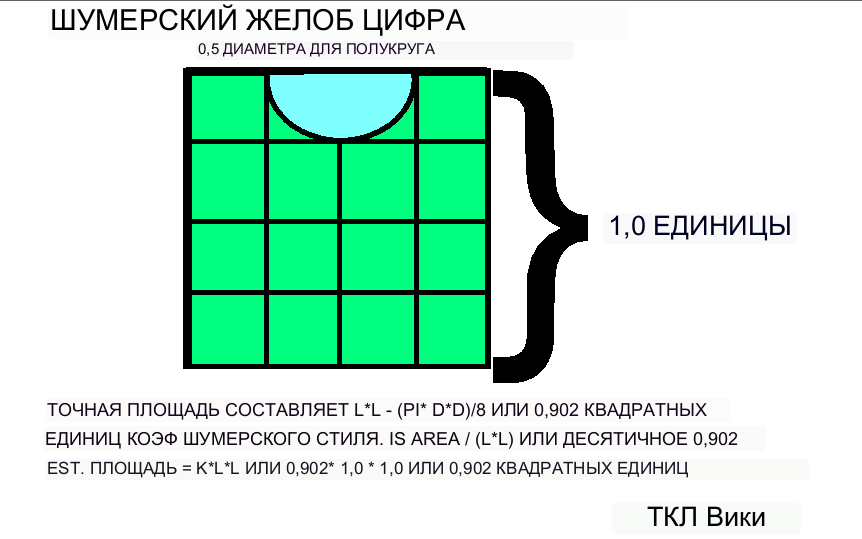 ШУМЕРСКИЙ ЖЕЛОБ ЦИФРА
0,5 ДИАМЕТРА ДЛЯ ПОЛУКРУГА
1,0 ЕДИНИЦЫ
ТОЧНАЯ ПЛОЩАДЬ СОСТАВЛЯЕТ L*L - (PI* D*D)/8 ИЛИ 0,902 КВАДРАТНЫХ
ЕДИНИЦ КОЭФ ШУМЕРСКОГО СТИЛЯ. IS AREA / (L*L) ИЛИ ДЕСЯТИЧНОЕ 0,902
EST. ПЛОЩАДЬ = K*L*L ИЛИ 0,902* 1,0 * 1,0 ИЛИ 0,902 КВАДРАТНЫХ ЕДИНИЦ
ТКЛ Вики